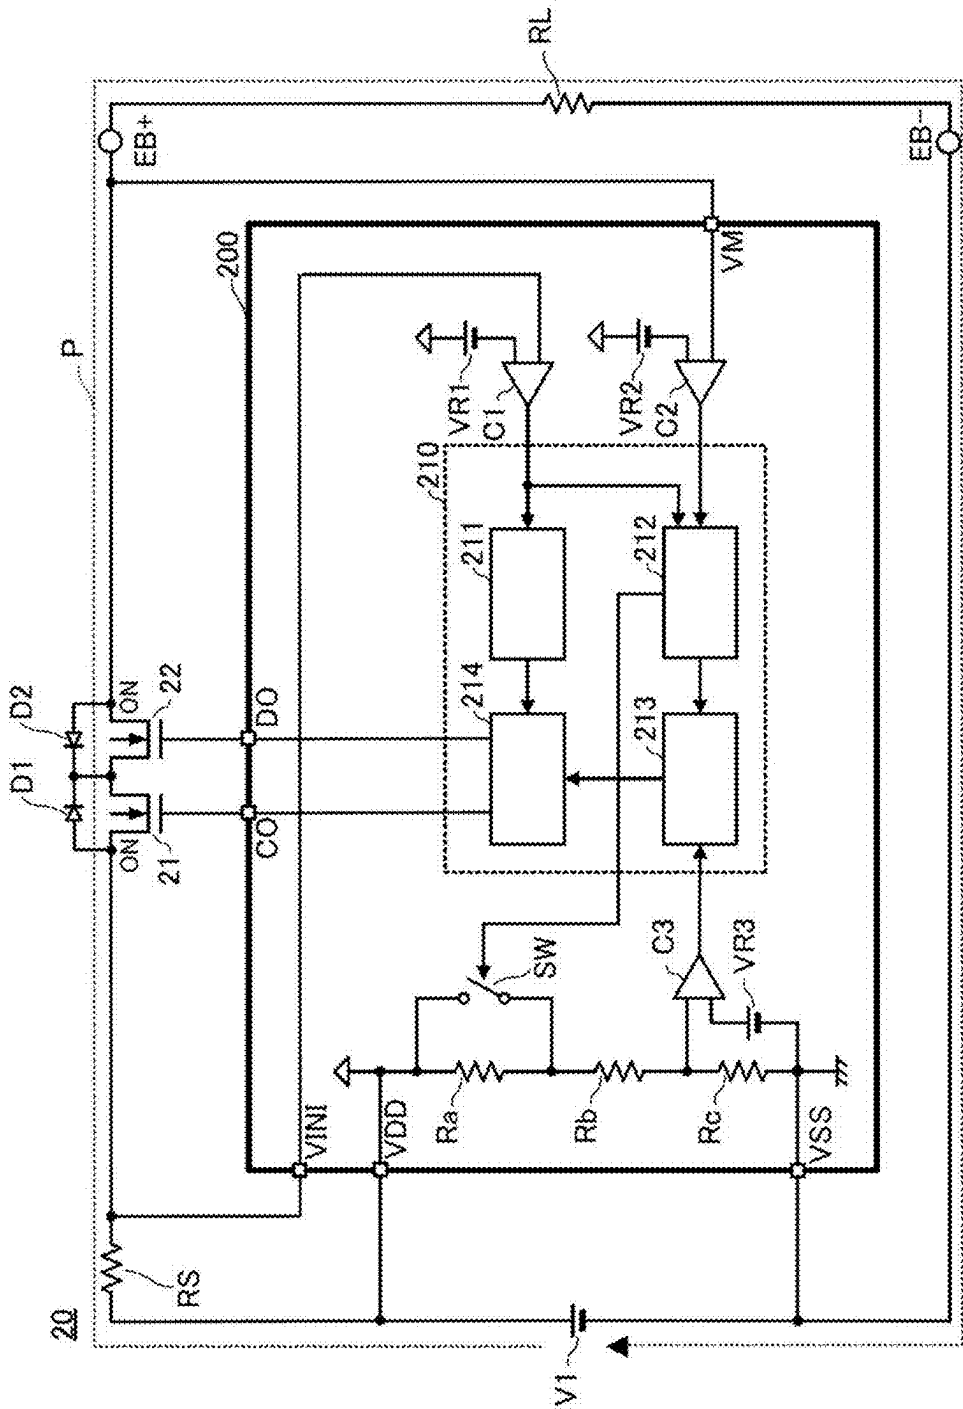 20
P
D1
D2
RS
ON
ON
21
22
EB+
RL
EB−
200
CO
DO
VINI
VDD
VSS
VM
VR1
C1
VR2
C2
210
211
212
213
214
SW
Ra
Rb
Rc
C3
VR3
V1